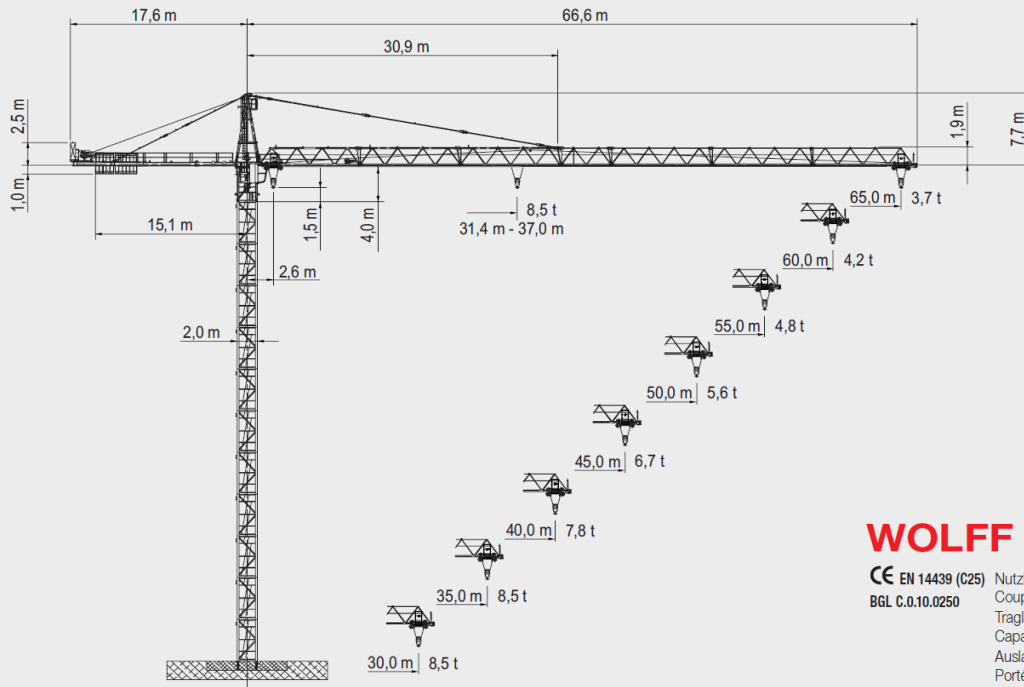 17,6 m
66,6 m
30,9 m
2,5 m
1,9 m
7,7 m
1,0 m
15,1 m
1,5 m
4,0 m
8,5 t
31,4 m - 37,0 m
65,0 m 3,7 t
2,6 m
60,0 m 4,2 t
2,0 m
55,0 m 4,8 t
50,0 m 5,6 t
45,0 m 6,7 t
40,0 m 7,8 t
35,0 m 8,5 t
30,0 m 8,5 t
WOLFF
CE EN 14439 (C25)
BGL C.0.10.0250
Coup
Capa
Porté